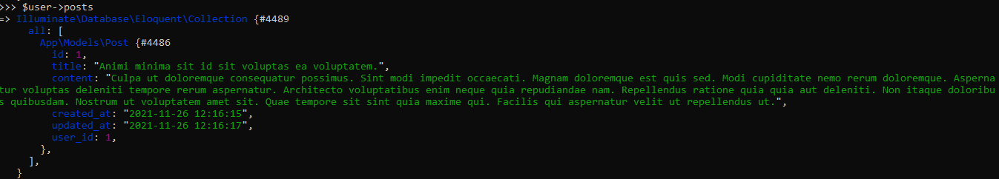 >>> $user->posts
=> Illuminate\Database\Eloquent\Collection {#4489
all: [
App\Models\Post {#4486
id: 1,
title: "Animi minima sit id sit voluptas ea voluptatem.",
content: "Culpa ut doloremque consequatur possimus. Sint modi impedit occaecati. Magnam doloremque est quis sed. Modi cupiditate nemo rerum doloremque. Asperna
tur voluptas deleniti tempore rerum aspernatur. Architecto voluptatibus enim neque quia repudiandae nam. Repellendus ratione quia quia aut deleniti. Non itaque doloribu
s quibusdam. Nostrum ut voluptatem amet sit. Quae tempore sit sint quia maxime qui. Facilis qui aspernatur velit ut repellendus ut.",
created_at: "2021-11-26 12:16:15",
updated_at: "2021-11-26 12:16:17",
user_id: 1,
},
],
}